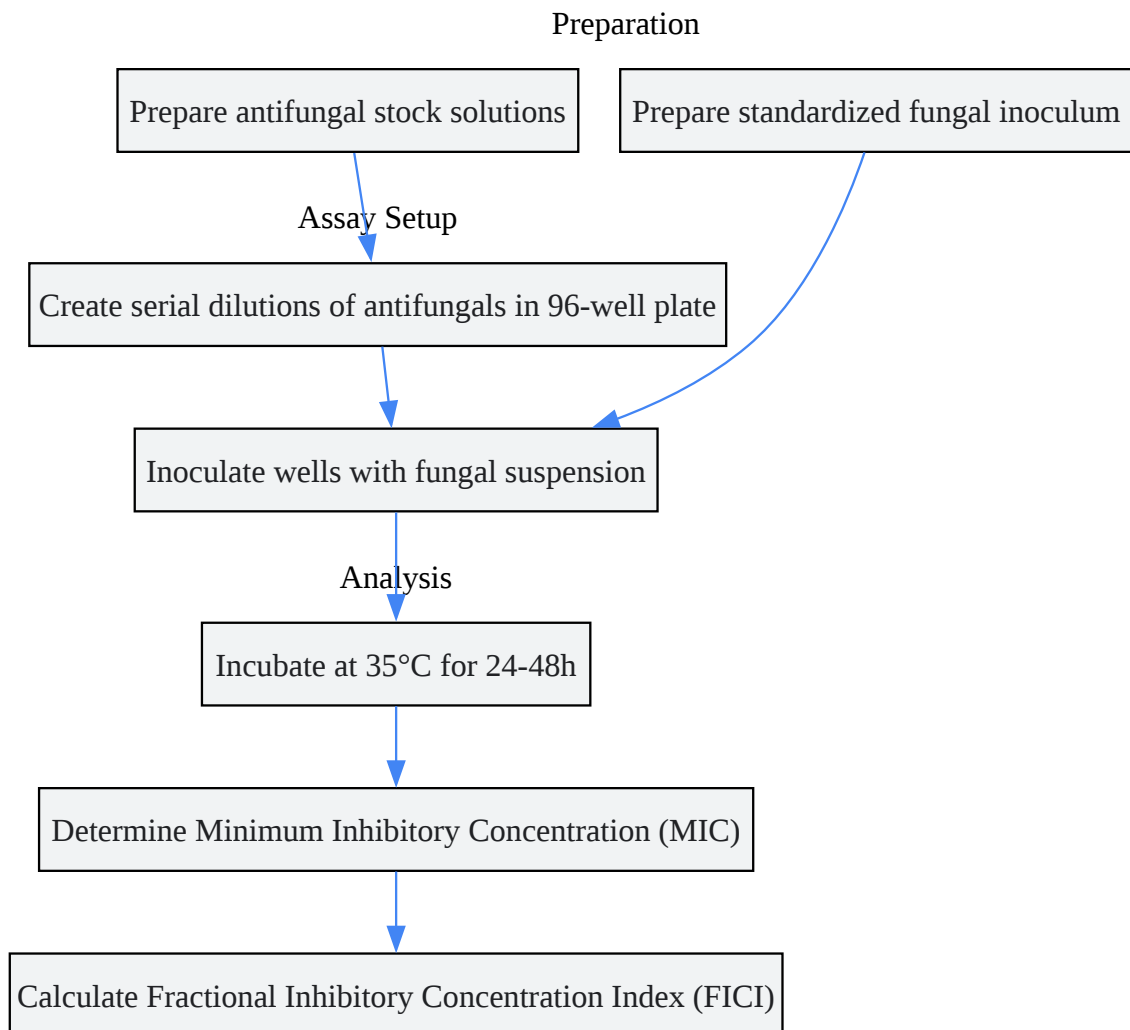 Preparation
Prepare antifungal stock solutions
Prepare standardized fungal inoculum
Assay Setup
Create serial dilutions of antifungals in 96-well plate
Inoculate wells with fungal suspension
Analysis
Incubate at 35°C for 24-48h
Determine Minimum Inhibitory Concentration (MIC)
Calculate Fractional Inhibitory Concentration Index (FICI)